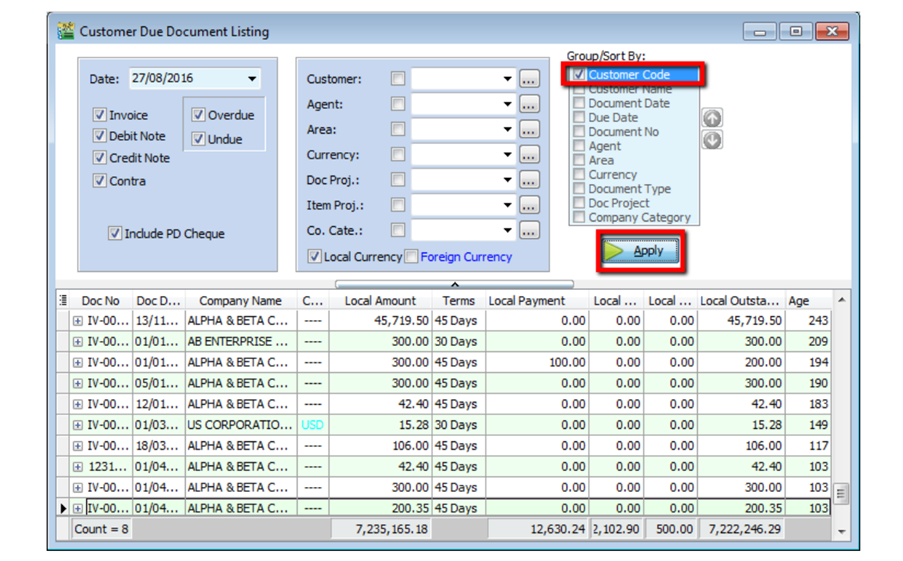 Customer Due Document Listing
Date: 27/08/2016
Invoice
Overdue
Debit Note
Undue
Credit Note
Contra
Include PD Cheque
Customer: ...
Agent: ...
Area: ...
Currency: ...
Doc Proj.: ...
Item Proj.: ...
Co. Cate.: ...
Local Currency Foreign Currency
Group/Sort By:
Customer Code
Customer Name
Document Date
Due Date
Document No
Agent
Area
Currency
Document Type
Doc Project
Company Category
Apply
Doc No Doc D... Company Name C... Local Amount Terms Local Payment Local ... Local ... Local Outsta... Age
IV-00... 13/11... ALPHA & BETA C... ---- 45,719.50 45 Days 0.00 0.00 0.00 45,719.50 243
IV-00... 01/01... AB ENTERPRISE ... ---- 300.00 30 Days 0.00 0.00 0.00 300.00 209
IV-00... 01/01... ALPHA & BETA C... ---- 300.00 45 Days 100.00 0.00 0.00 200.00 194
IV-00... 05/01... ALPHA & BETA C... ---- 300.00 45 Days 0.00 0.00 0.00 300.00 190
IV-00... 12/01... ALPHA & BETA C... ---- 42.40 45 Days 0.00 0.00 0.00 42.40 183
IV-00... 01/03... US CORPORATIO... USD 15.28 30 Days 0.00 0.00 0.00 15.28 149
IV-00... 18/03... ALPHA & BETA C... ---- 106.00 45 Days 0.00 0.00 0.00 106.00 117
1231... 01/04... ALPHA & BETA C... ---- 42.40 45 Days 0.00 0.00 0.00 42.40 103
IV-00... 01/04... ALPHA & BETA C... ---- 300.00 45 Days 0.00 0.00 0.00 300.00 103
IV-00... 01/04... ALPHA & BETA C... ---- 200.35 45 Days 0.00 0.00 0.00 200.35 103
Count = 8 7,235,165.18 12,630.24 2,102.90 500.00 7,222,246.29